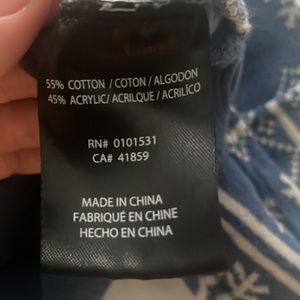 55% COTTON / COTON / ALGODON
45% ACRYLIC/ ACRILQUE / ACRÍLICO
RN# 0101531
CA# 41859
MADE IN CHINA
FABRIQUÉ EN CHINE
HECHO EN CHINA